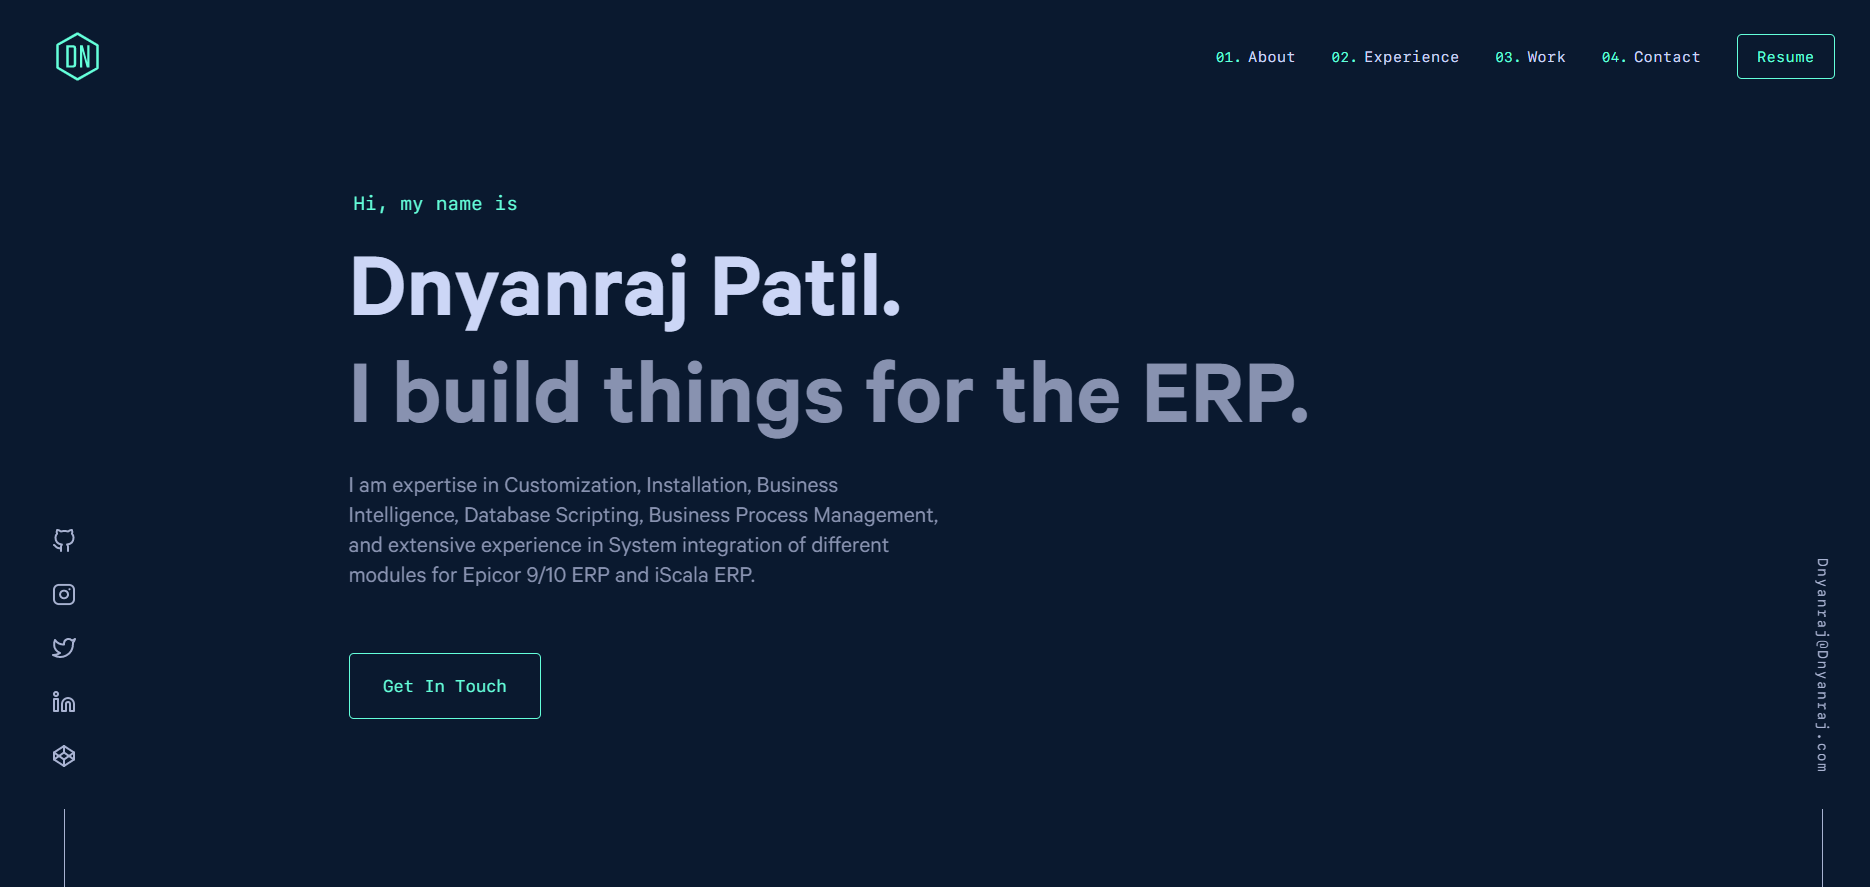 DN
01. About 02. Experience 03. Work 04. Contact Resume
Hi, my name is
Dnyanraj Patil.
I build things for the ERP.
I am expertise in Customization, Installation, Business
Intelligence, Database Scripting, Business Process Management,
and extensive experience in System integration of different
modules for Epicor 9/10 ERP and iScala ERP.
Get In Touch
Dnyanraj@Dnyanraj.com